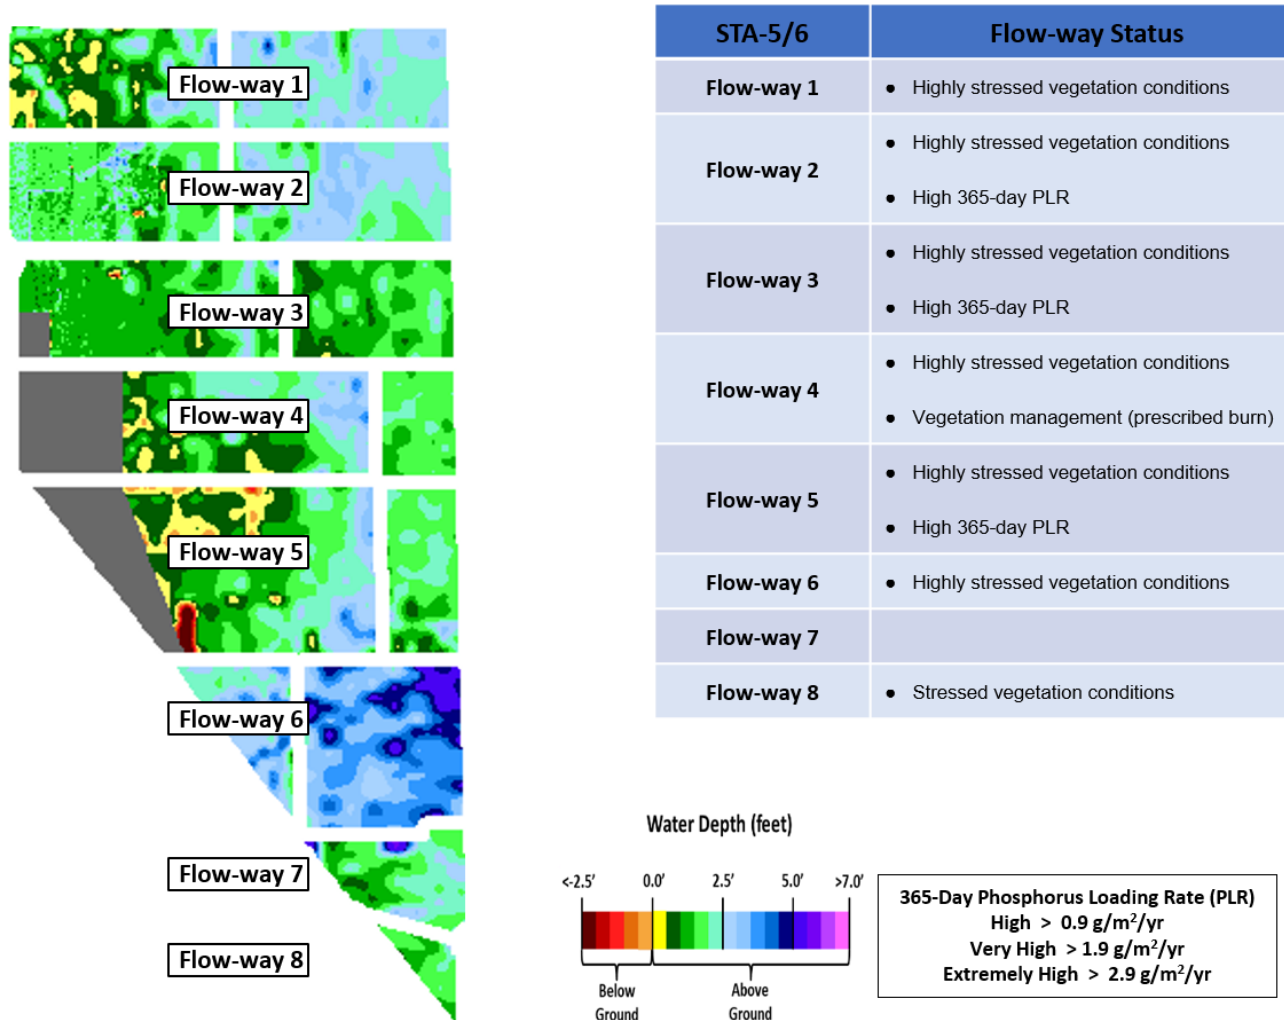 Flow-way 1
Flow-way 2
Flow-way 3
Flow-way 4
Flow-way 5
Flow-way 6
Flow-way 7
Flow-way 8
STA-5/6 Flow-way Status
Flow-way 1 ● Highly stressed vegetation conditions
Flow-way 2
● Highly stressed vegetation conditions
● High 365-day PLR
Flow-way 3
● Highly stressed vegetation conditions
● High 365-day PLR
Flow-way 4
● Highly stressed vegetation conditions
● Vegetation management (prescribed burn)
Flow-way 5
● Highly stressed vegetation conditions
● High 365-day PLR
Flow-way 6 ● Highly stressed vegetation conditions
Flow-way 7
Flow-way 8 ● Stressed vegetation conditions
Water Depth (feet)
<-2.5' 0.0' 2.5' 5.0' >7.0'
Below Above
Ground Ground
365-Day Phosphorus Loading Rate (PLR)
High > 0.9 g/m²/yr
Very High > 1.9 g/m²/yr
Extremely High > 2.9 g/m²/yr